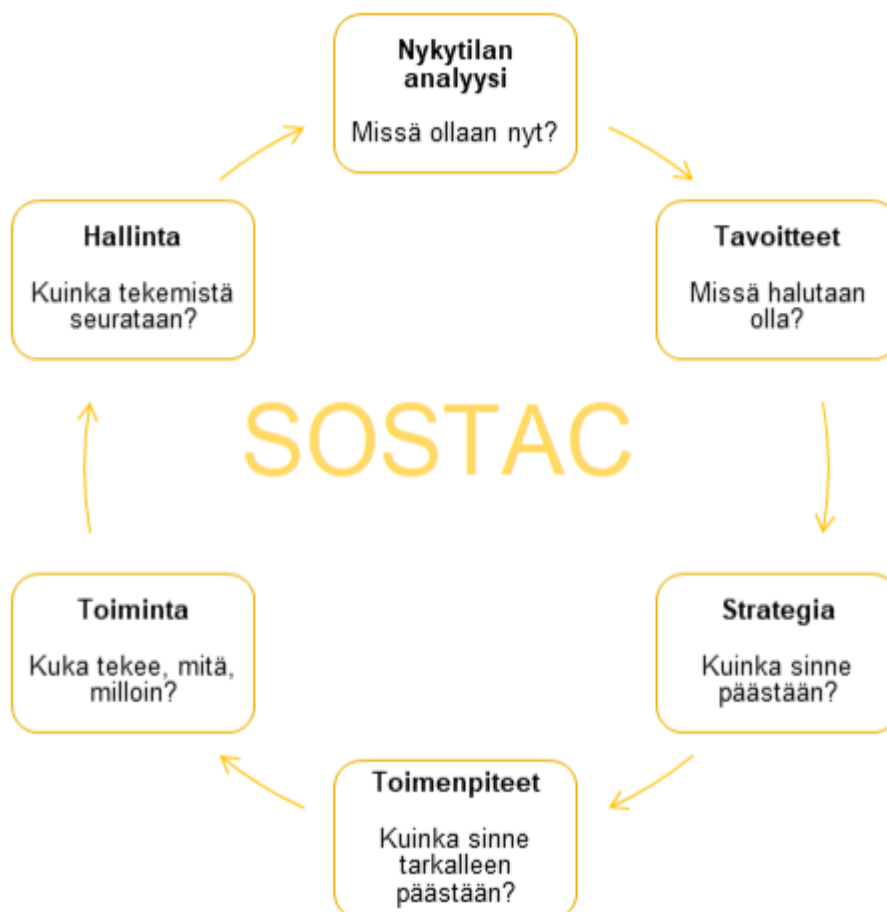 Nykytilan
analyysi
Missä ollaan nyt?
Tavoitteet
Missä halutaan
olla?
Strategia
Kuinka sinne
päästään?
Toimenpiteet
Kuinka sinne
tarkalleen
päästään?
Toiminta
Kuka tekee, mitä,
milloin?
Hallinta
Kuinka tekemistä
seurataan?
SOSTAC